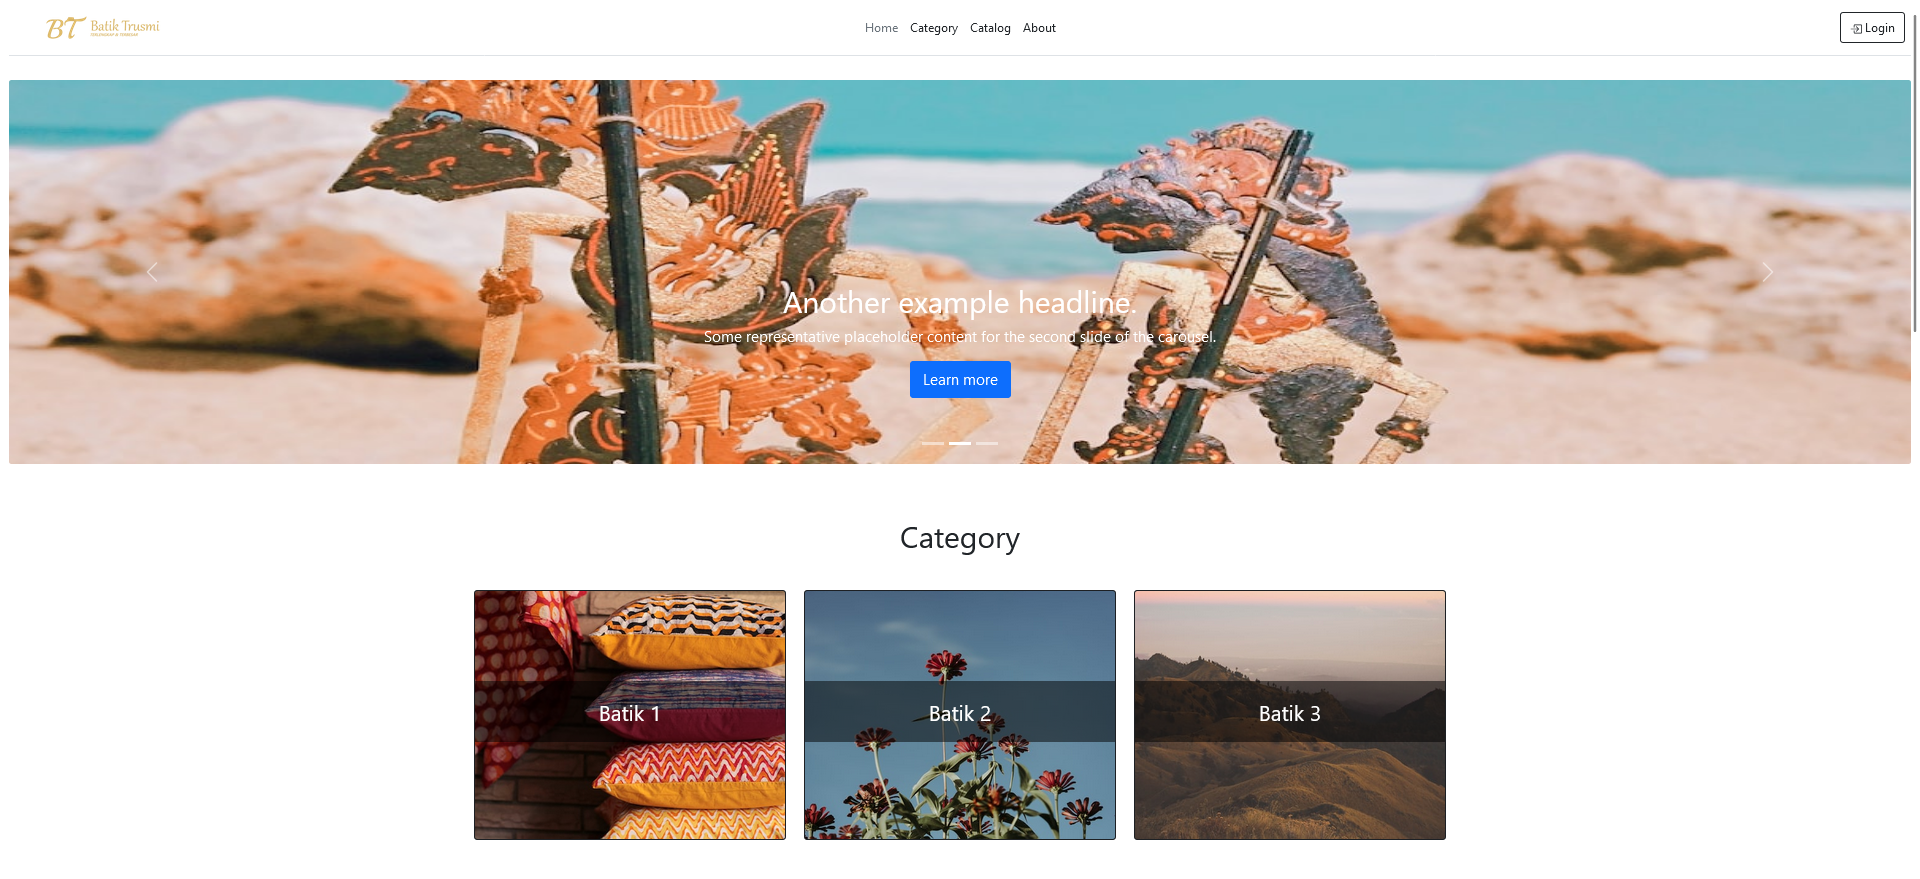 BT Batik Trusmi
Home Category Catalog About
Login
Another example headline.
Some representative placeholder content for the second slide of the carousel.
Learn more
Category
Batik 1
Batik 2
Batik 3